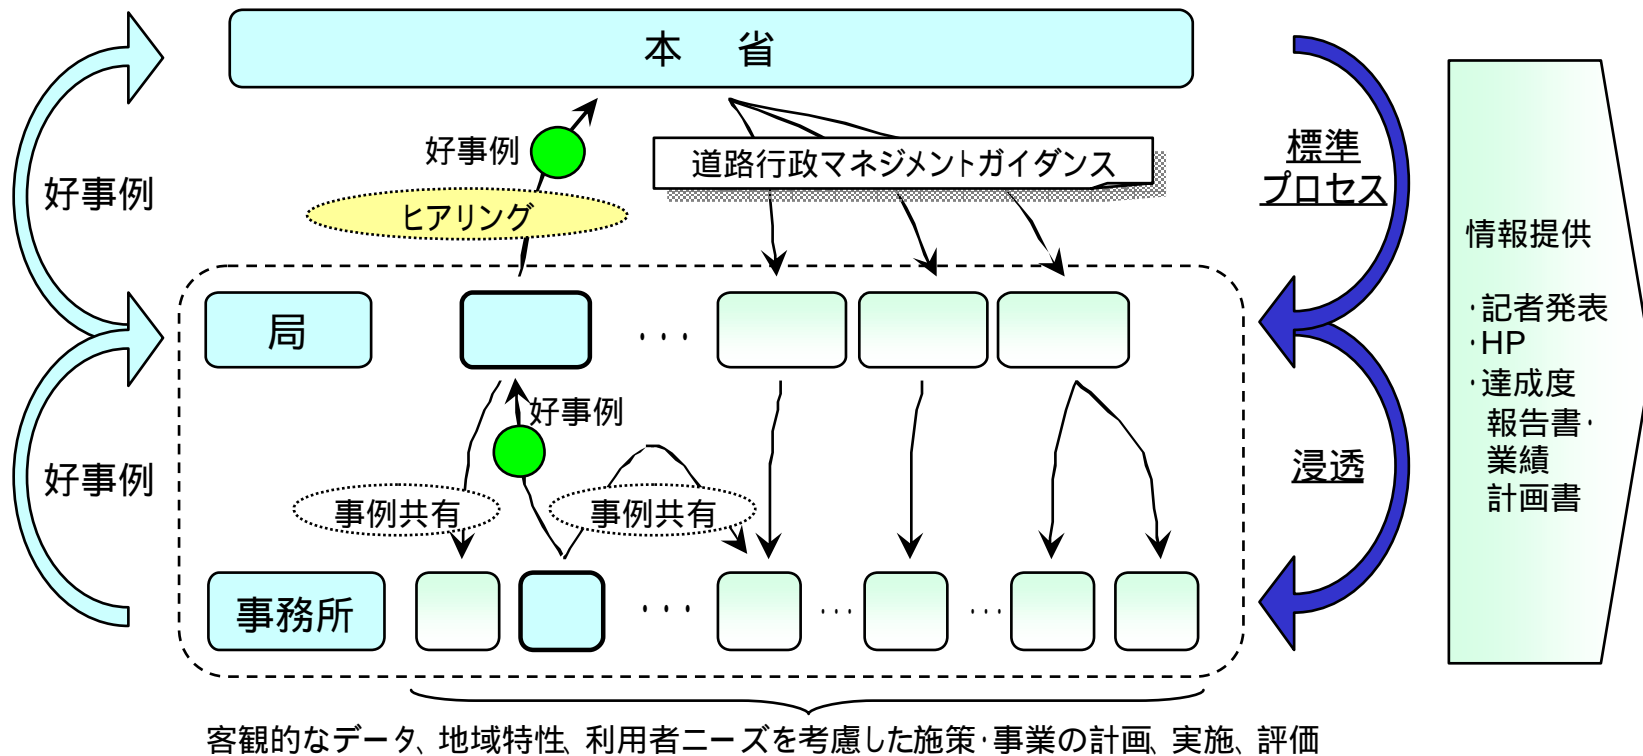 本 省
好事例
道路行政マネジメントガイダンス
ヒアリング
好事例
標準
プロセス
局
・・・
好事例
事例共有
事例共有
好事例
浸透
事務所
・・・
・・・
・・・
客観的なデータ、地域特性、利用者ニーズを考慮した施策・事業の計画、実施、評価
情報提供
・記者発表
・HP
・達成度
報告書・
業績
計画書